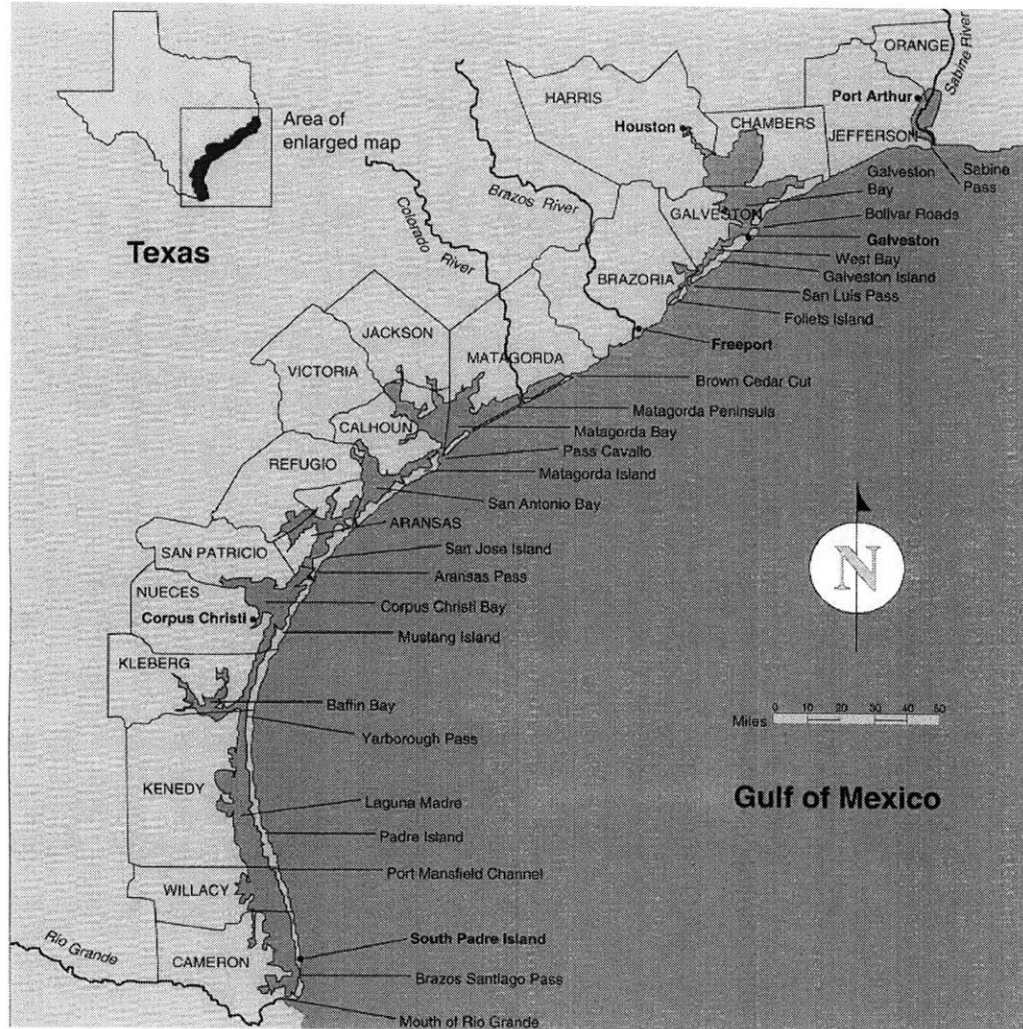 ORANGE
Sabine River
HARRIS
Port Arthur
Area of
enlarged map
Houston
CHAMBERS
JEFFERSON
Galveston
Bay
Sabine
Pass
Brazos River
GALVESTON
Bolivar Roads
Colorado
River
Galveston
Texas
West Bay
BRAZORIA
Galveston Island
San Luis Pass
Follets Island
JACKSON
Freeport
MATAGORDA
VICTORIA
Brown Cedar Cut
Matagorda Peninsula
CALHOUN
Matagorda Bay
Pass Cavallo
REFUGIO
Matagorda Island
San Antonio Bay
ARANSAS
SAN PATRICIO
San Jose Island
N
Aransas Pass
NUECES
Corpus Christi Bay
Corpus Christi
Mustang Island
KLEBERG
Baffin Bay
Miles 0 10 20 30 40 50
Yarborough Pass
KENEDY
Laguna Madre
Gulf of Mexico
Padre Island
Port Mansfield Channel
WILLACY
South Padre Island
Rio Grande
CAMERON
Brazos Santiago Pass
Mouth of Rio Grande